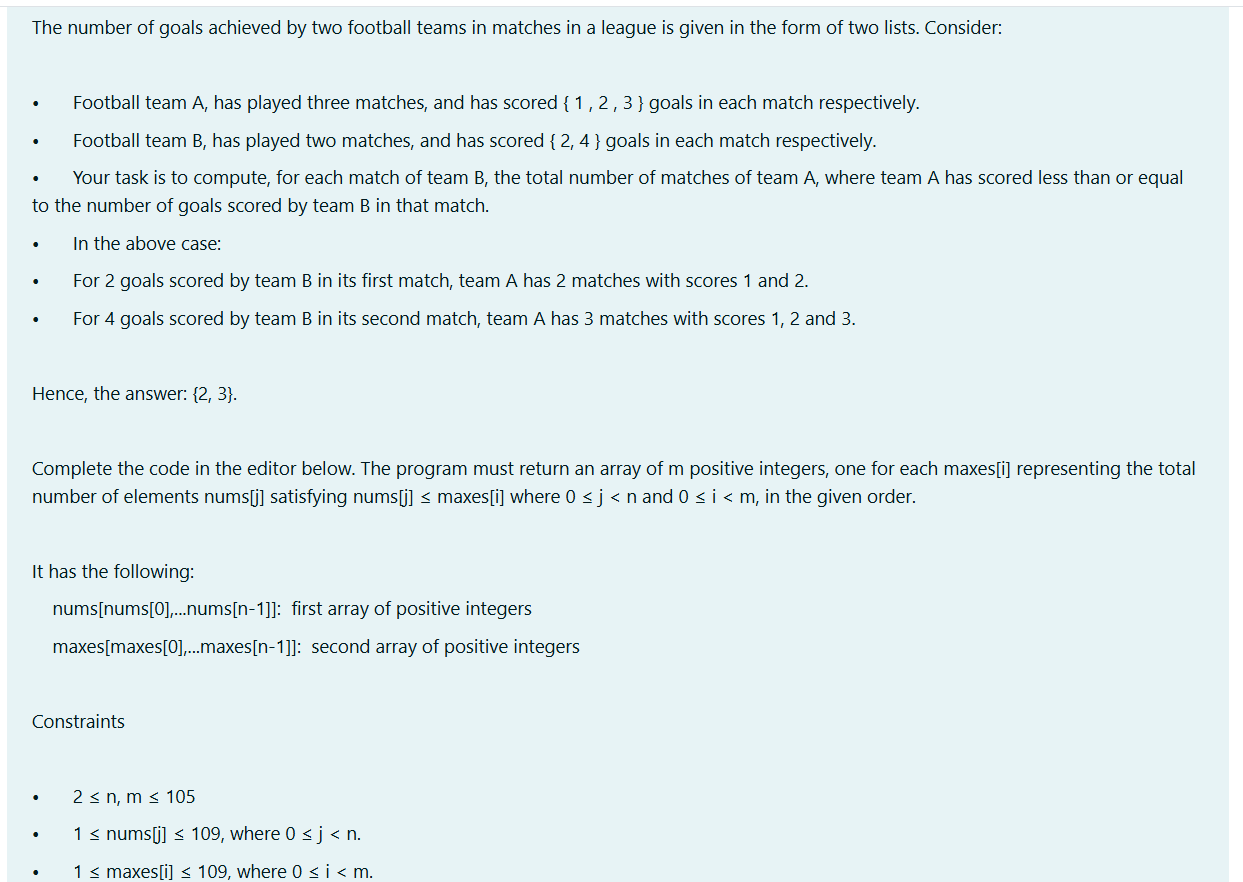 The number of goals achieved by two football teams in matches in a league is given in the form of two lists. Consider:
• Football team A, has played three matches, and has scored { 1 , 2 , 3 } goals in each match respectively.
• Football team B, has played two matches, and has scored { 2, 4 } goals in each match respectively.
• Your task is to compute, for each match of team B, the total number of matches of team A, where team A has scored less than or equal
to the number of goals scored by team B in that match.
• In the above case:
• For 2 goals scored by team B in its first match, team A has 2 matches with scores 1 and 2.
• For 4 goals scored by team B in its second match, team A has 3 matches with scores 1, 2 and 3.
Hence, the answer: {2, 3}.
Complete the code in the editor below. The program must return an array of m positive integers, one for each maxes[i] representing the total
number of elements nums[j] satisfying nums[j] ≤ maxes[i] where 0 ≤ j < n and 0 ≤ i < m, in the given order.
It has the following:
nums[nums[0],...nums[n-1]]: first array of positive integers
maxes[maxes[0],...maxes[n-1]]: second array of positive integers
Constraints
• 2 ≤ n, m ≤ 105
• 1 ≤ nums[j] ≤ 109, where 0 ≤ j < n.
• 1 ≤ maxes[i] ≤ 109, where 0 ≤ i < m.